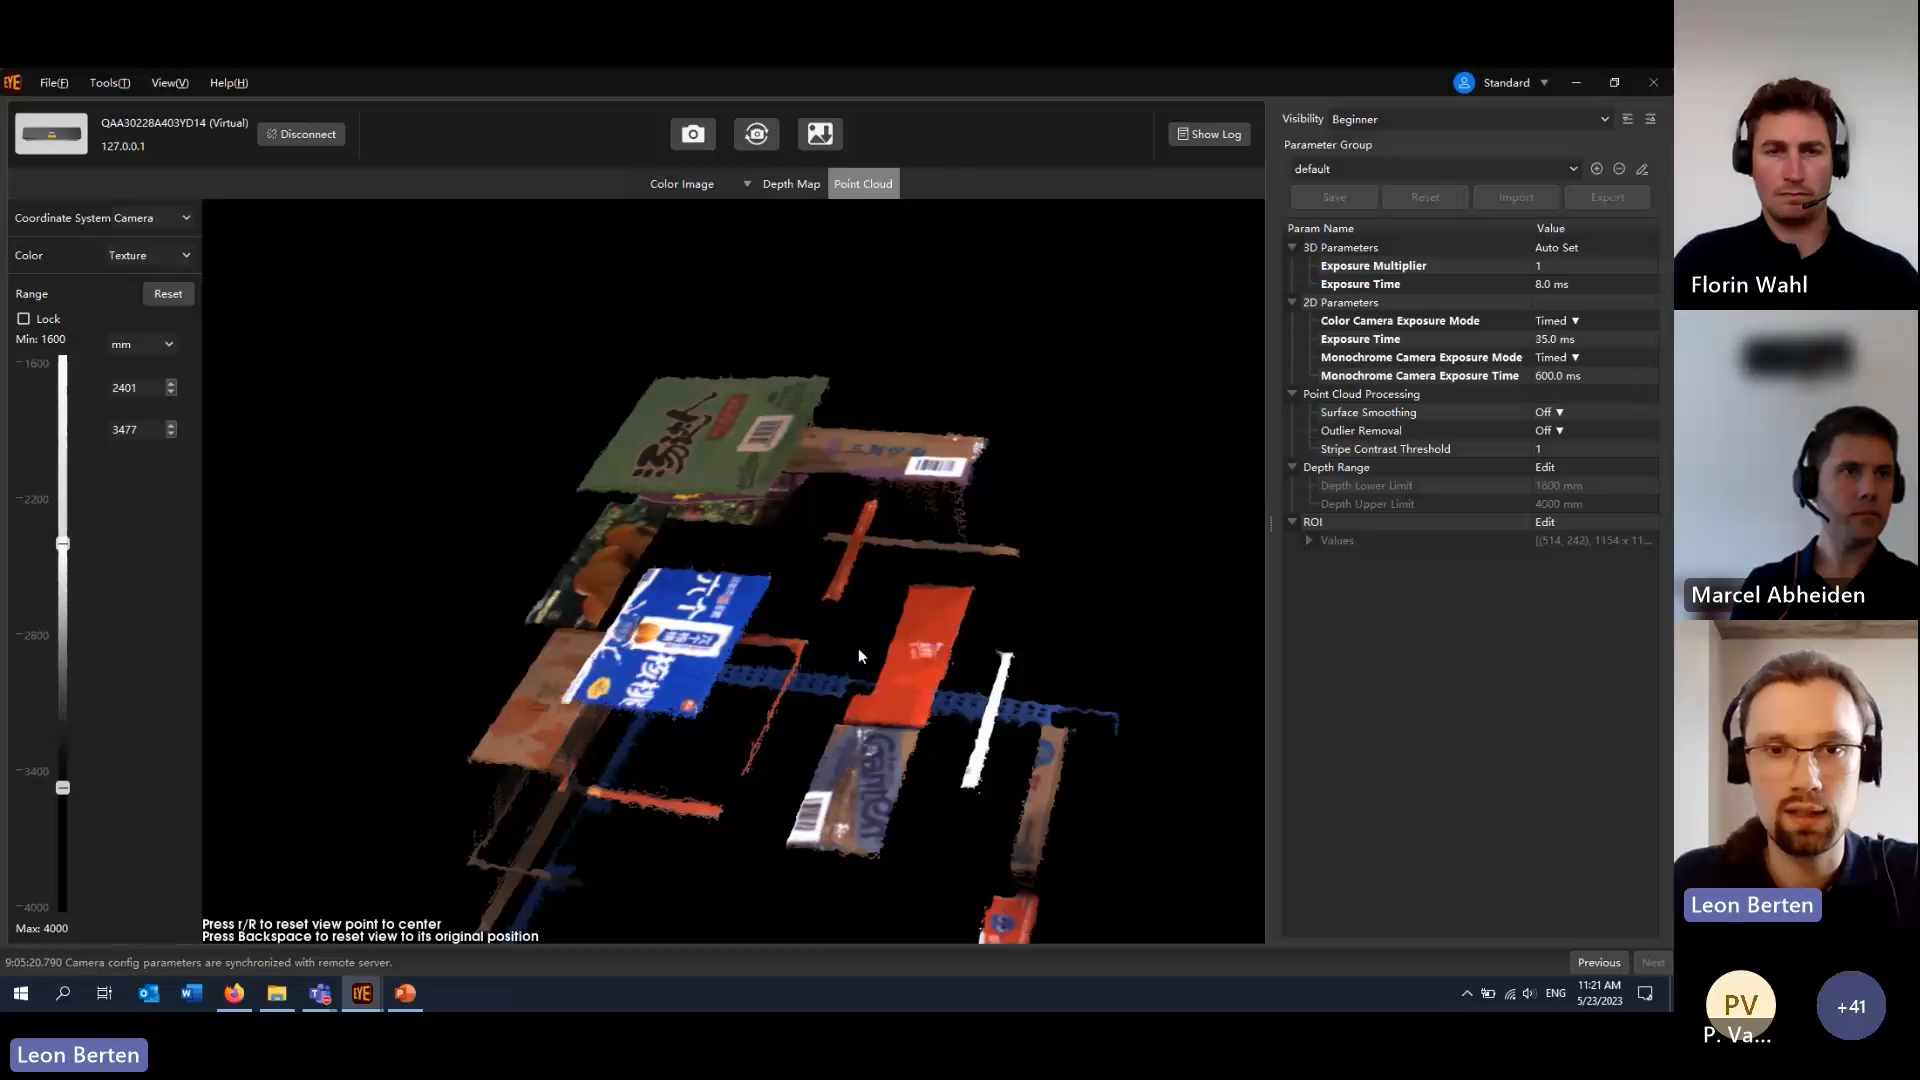 EYE File(F) Tools(T) View(V) Help(H) Standard
QAA30228A403YD14 (Virtual)
127.0.0.1
Disconnect
Show Log
Color Image Depth Map Point Cloud
Coordinate System Camera
Color Texture
Range Reset
Lock
Min: 1600
mm
1600
2401
3477
2200
2800
3400
4000
Max: 4000
Press r/R to reset view point to center
Press Backspace to reset view to its original position
Visibility Beginner
Parameter Group
default
Save Reset Import Export
Param Name Value
3D Parameters Auto Set
Exposure Multiplier 1
Exposure Time 8.0 ms
2D Parameters
Color Camera Exposure Mode Timed
Exposure Time 35.0 ms
Monochrome Camera Exposure Mode Timed
Monochrome Camera Exposure Time 600.0 ms
Point Cloud Processing
Surface Smoothing Off
Outlier Removal Off
Stripe Contrast Threshold 1
Depth Range Edit
Depth Lower Limit 1600 mm
Depth Upper Limit 4000 mm
ROI Edit
Values [(514, 242), 1154 x 11...
9:05:20.790 Camera config parameters are synchronized with remote server.
Previous Next
EYE
ENG
11:21 AM
5/23/2023
Leon Berten
Florin Wahl
Marcel Abheiden
Leon Berten
PV
P. Va...
+41